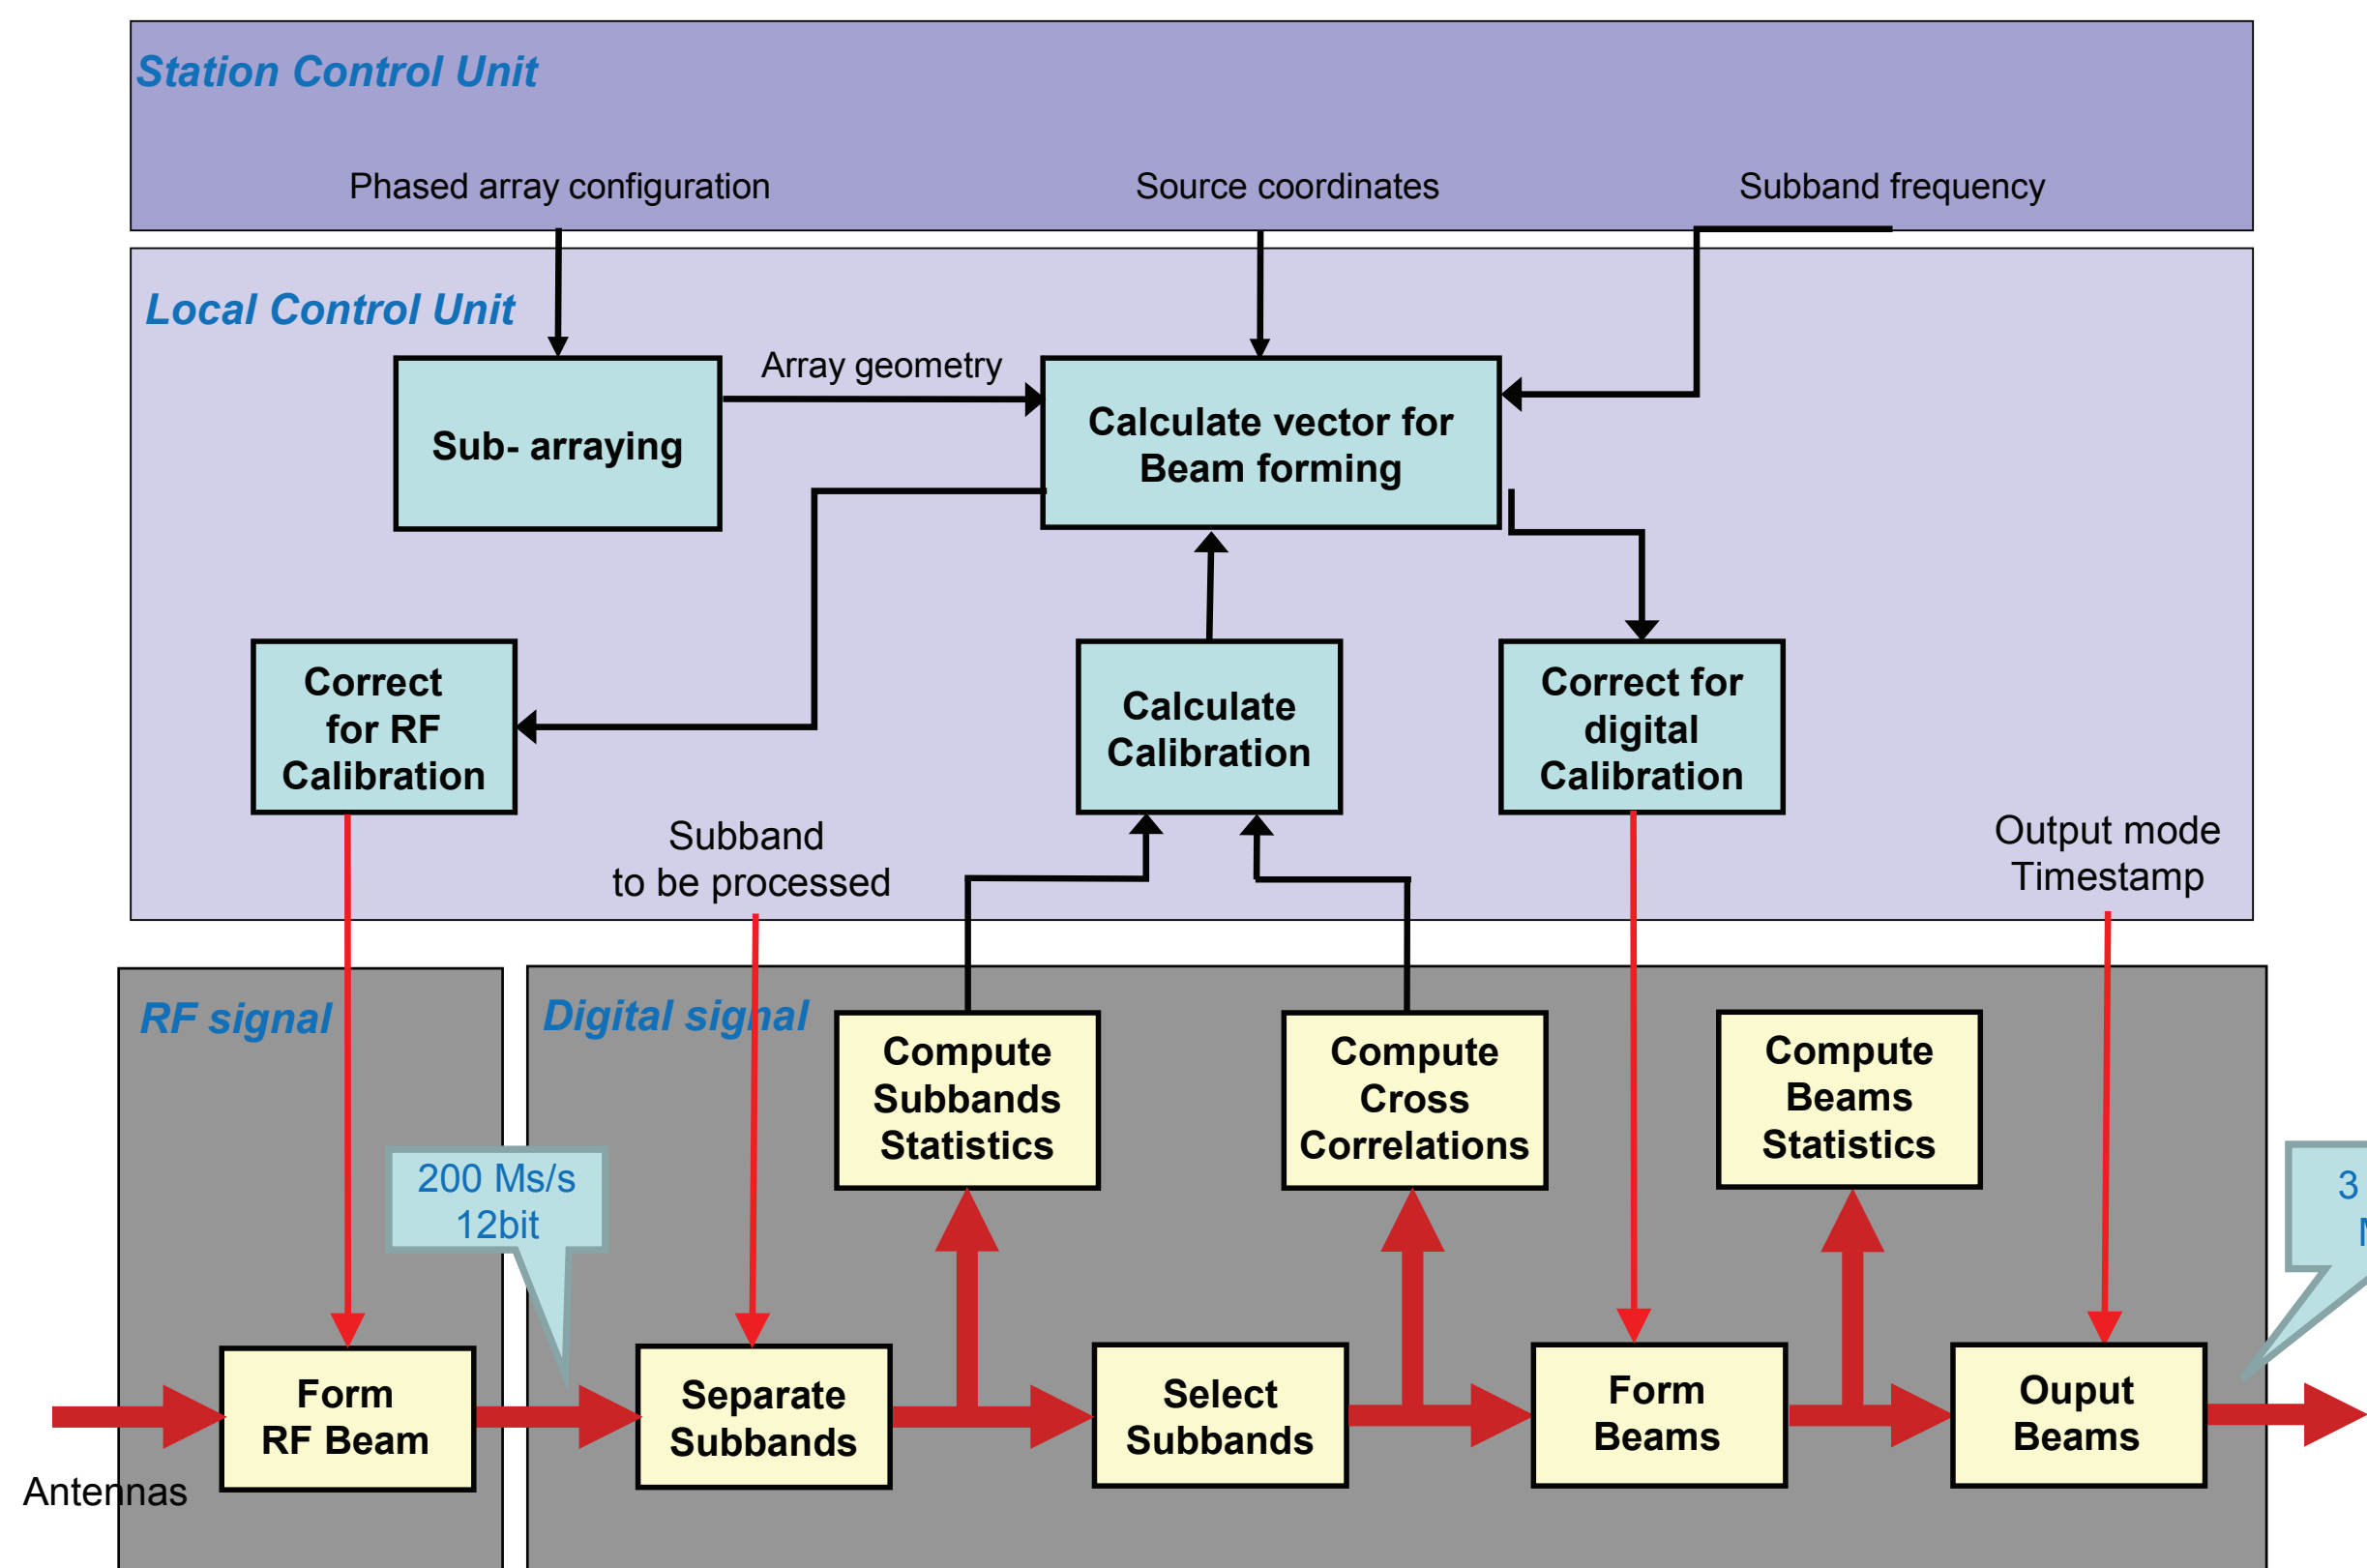 Station Control Unit
Phased array configuration
Source coordinates
Subband frequency
Local Control Unit
Array geometry
Sub- arraying
Calculate vector for
Beam forming
Correct
for RF
Calibration
Calculate
Calibration
Correct for
digital
Calibration
Subband
to be processed
Output mode
Timestamp
RF signal
Digital signal
Compute
Subbands
Statistics
Compute
Cross
Correlations
Compute
Beams
Statistics
200 Ms/s
12bit
3
Form
RF Beam
Separate
Subbands
Select
Subbands
Form
Beams
Ouput
Beams
Antennas